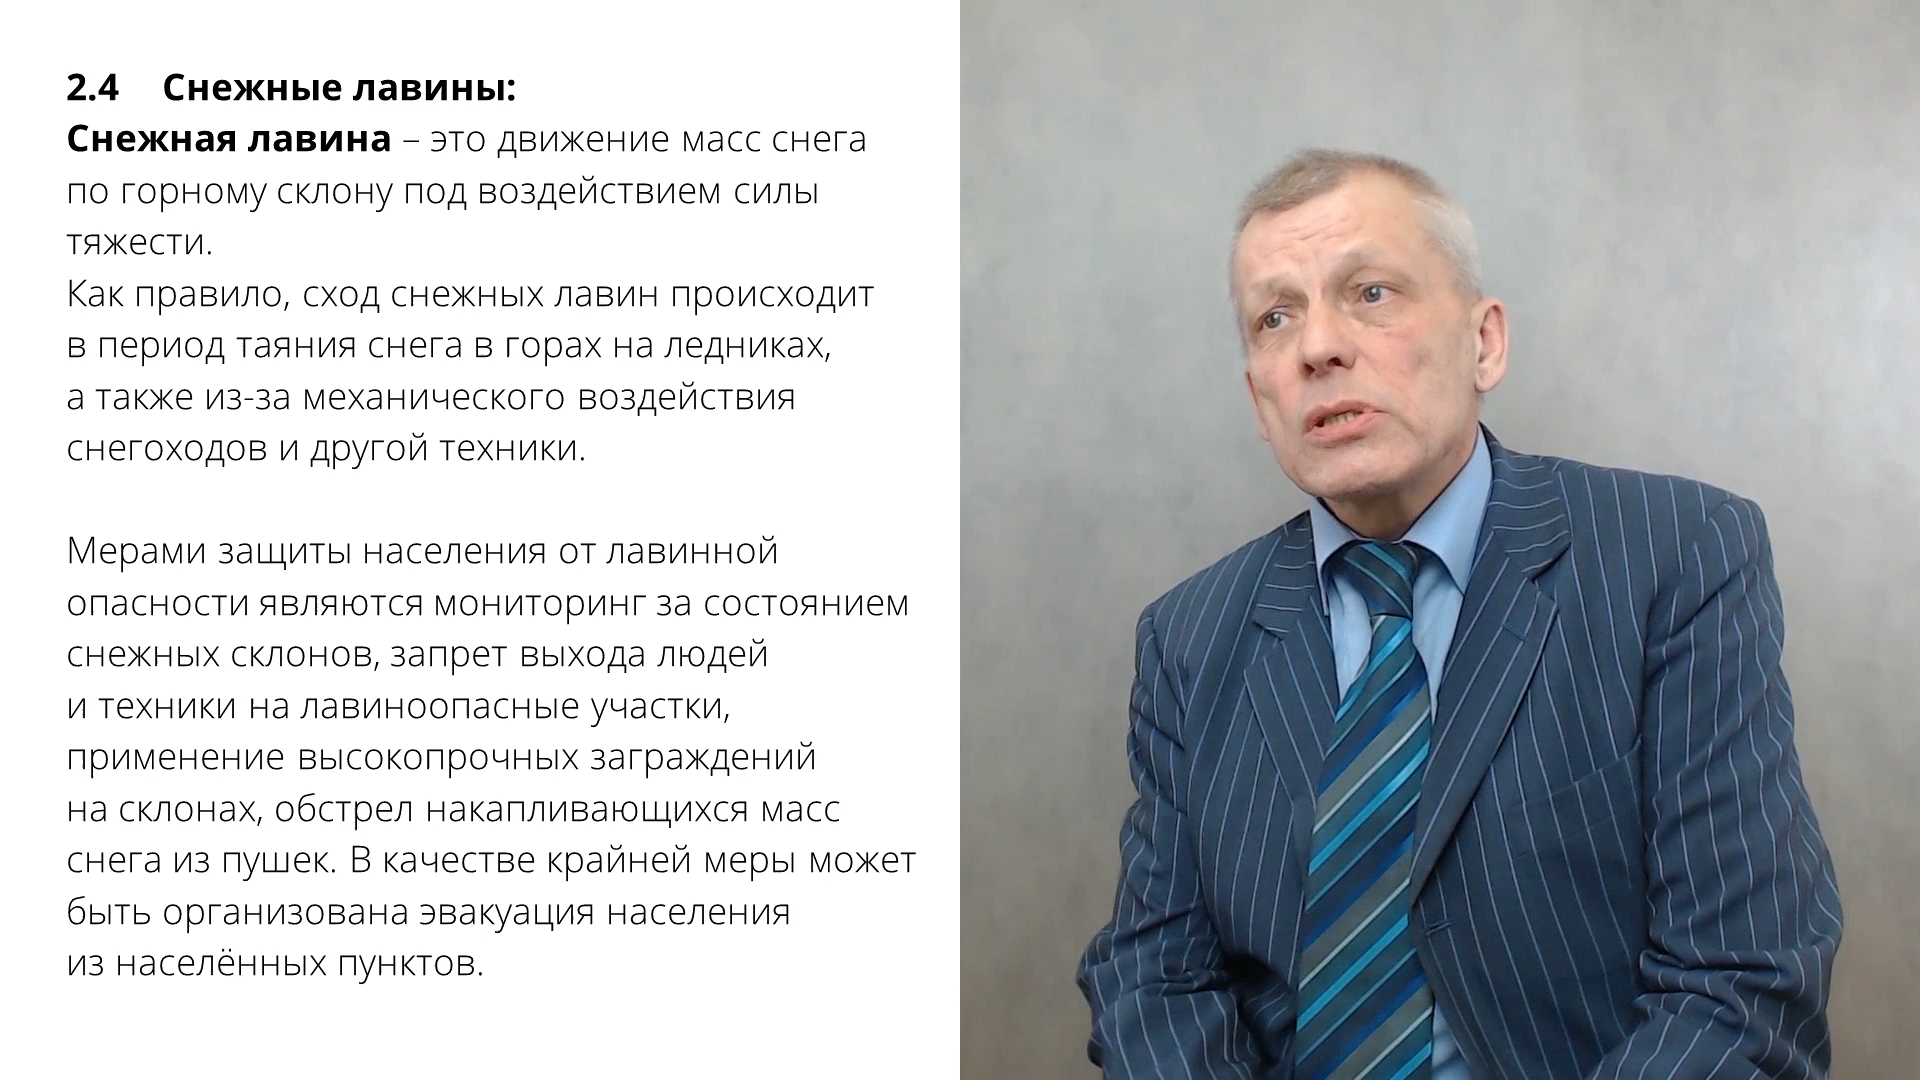 2.4 Снежные лавины:
Снежная лавина – это движение масс снега
по горному склону под воздействием силы
тяжести.
Как правило, сход снежных лавин происходит
в период таяния снега в горах на ледниках,
а также из-за механического воздействия
снегоходов и другой техники.
Мерами защиты населения от лавинной
опасности являются мониторинг за состоянием
снежных склонов, запрет выхода людей
и техники на лавиноопасные участки,
применение высокопрочных заграждений
на склонах, обстрел накапливающихся масс
снега из пушек. В качестве крайней меры может
быть организована эвакуация населения
из населённых пунктов.